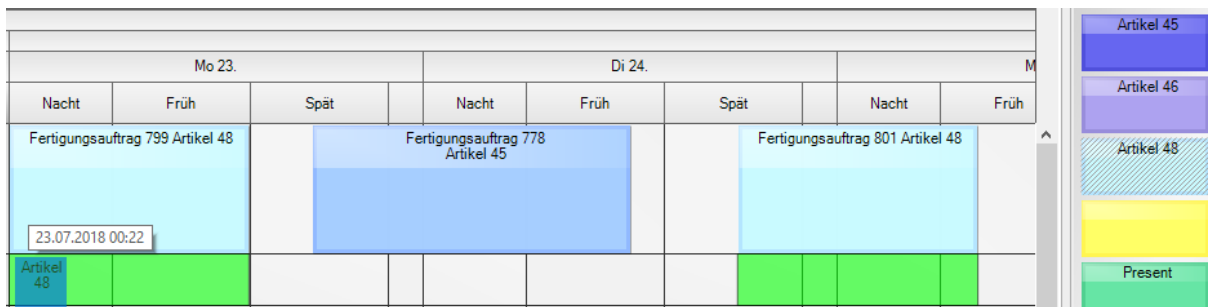 Mo 23.
Di 24.
M
Nacht
Früh
Spät
Nacht
Früh
Spät
Nacht
Früh
Fertigungsauftrag 799 Artikel 48
Fertigungsauftrag 778
Artikel 45
Fertigungsauftrag 801 Artikel 48
23.07.2018 00:22
Artikel
48
Artikel 45
Artikel 46
Artikel 48
Present